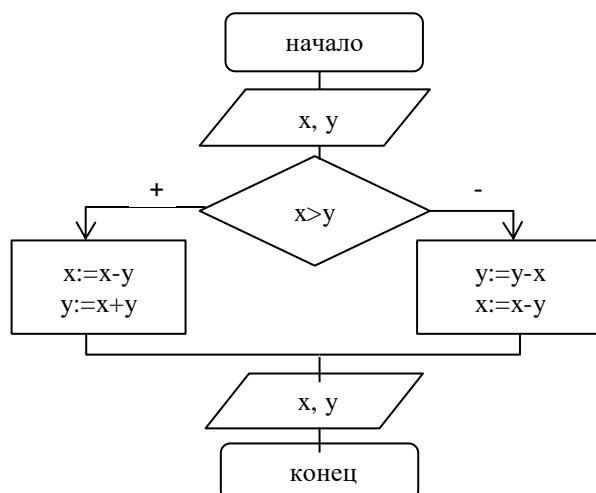 начало
x, y
+
x>y
-
x:=x-y
y:=x+y
y:=y-x
x:=x-y
x, y
конец